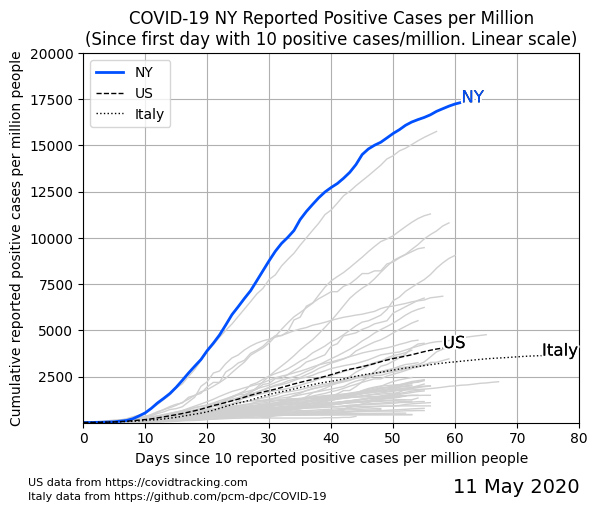 COVID-19 NY Reported Positive Cases per Million
(Since first day with 10 positive cases/million. Linear scale)
Cumulative reported positive cases per million people
20000
17500
15000
12500
10000
7500
5000
2500
NY
US
Italy
NY
US
Italy
0 10 20 30 40 50 60 70 80
Days since 10 reported positive cases per million people
US data from https://covidtracking.com
Italy data from https://github.com/pcm-dpc/COVID-19
11 May 2020